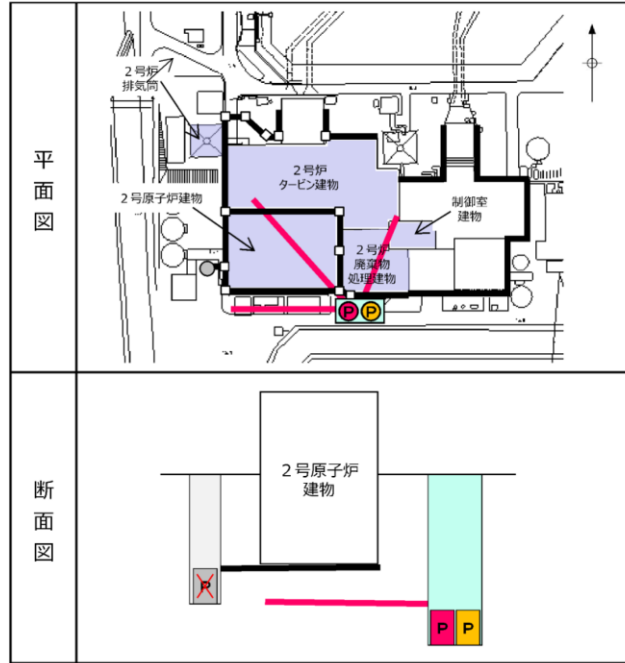 平面図
2号炉
排気筒
2号炉
タービン建物
2号原子炉建物
制御室
建物
2号炉
廃棄物
処理建物
P P
断面図
2号原子炉
建物
P
P P